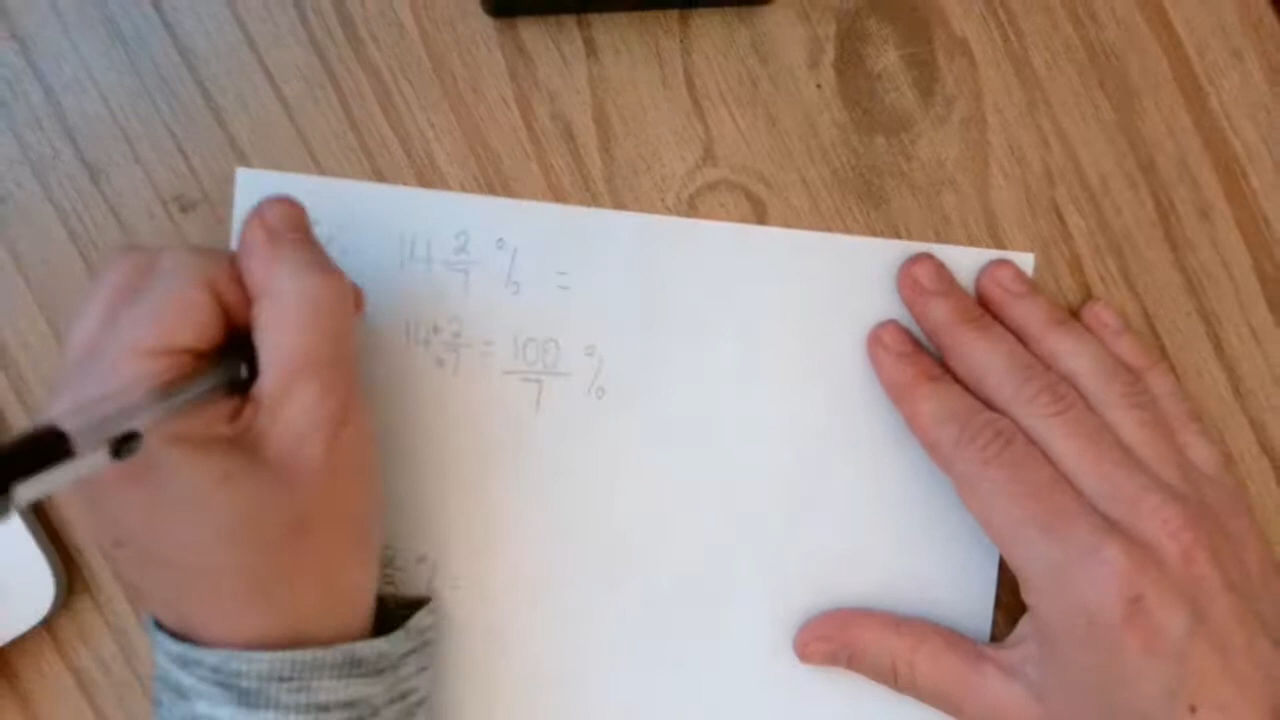 14 2/7 % =
14 + 2/7 = 100/7 %